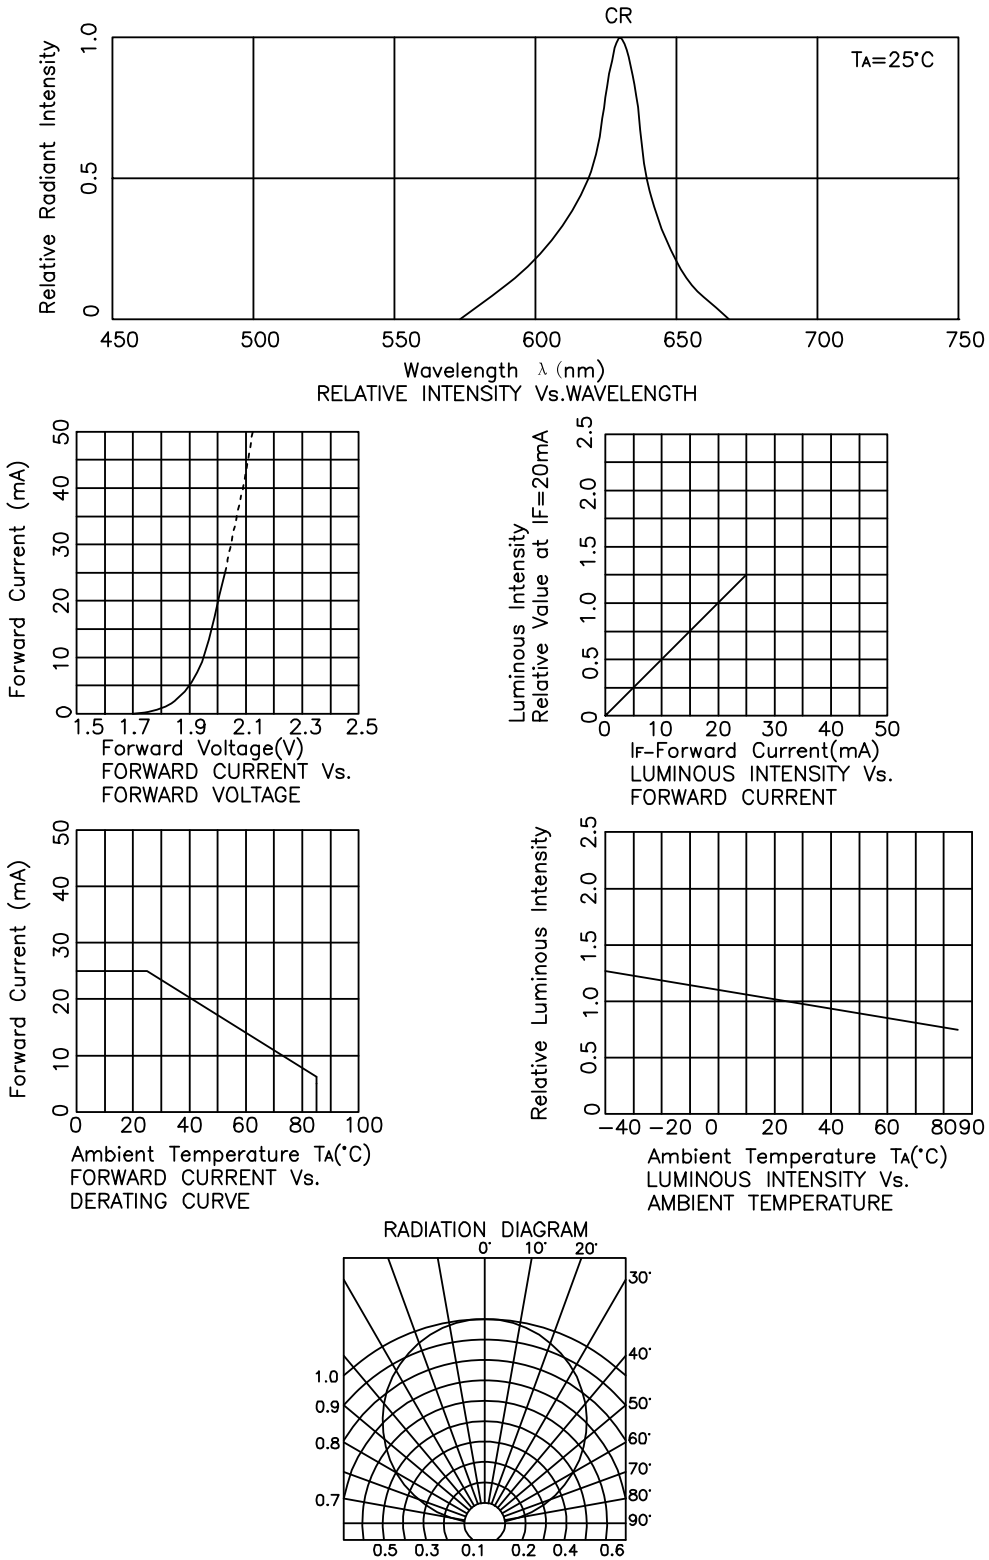 CR
TA=25°C
Relative Radiant Intensity
1.0
0.5
0
450 500 550 600 650 700 750
Wavelength λ (nm)
RELATIVE INTENSITY Vs.WAVELENGTH
Forward Current (mA)
50
40
30
20
10
0
1.5 1.7 1.9 2.1 2.3 2.5
Forward Voltage(V)
FORWARD CURRENT Vs.
FORWARD VOLTAGE
Luminous Intensity
Relative Value at IF=20mA
2.5
2.0
1.5
1.0
0.5
0
0 10 20 30 40 50
IF-Forward Current(mA)
LUMINOUS INTENSITY Vs.
FORWARD CURRENT
Forward Current (mA)
50
40
30
20
10
0
0 20 40 60 80 100
Ambient Temperature TA(°C)
FORWARD CURRENT Vs.
DERATING CURVE
Relative Luminous Intensity
2.5
2.0
1.5
1.0
0.5
0
-40 -20 0 20 40 60 80 90
Ambient Temperature TA(°C)
LUMINOUS INTENSITY Vs.
AMBIENT TEMPERATURE
RADIATION DIAGRAM
0° 10° 20°
30°
40°
50°
60°
70°
80°
90°
1.0
0.9
0.8
0.7
0.5 0.3 0.1 0.2 0.4 0.6